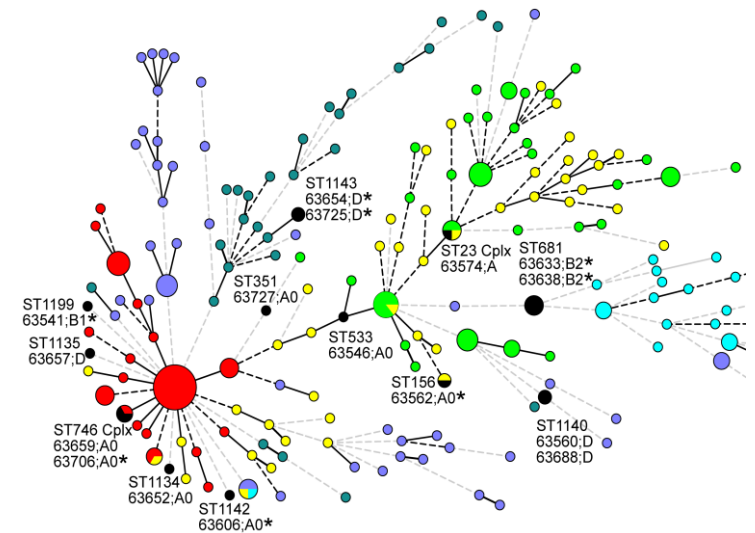 ST1143
63654;D*
63725;D*
ST23 Cplx
63574;A
ST681
63633;B2*
63638;B2*
ST351
63727;A0
ST1199
63541;B1*
ST1135
63657;D
ST533
63546;A0
ST156
63562;A0*
ST746 Cplx
63659;A0
63706;A0*
ST1140
63560;D
63688;D
ST1134
63652;A0
ST1142
63606;A0*